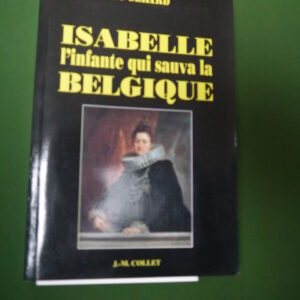 ISABELLE
l'infante qui sauva la
BELGIQUE
J.-M. COLLET